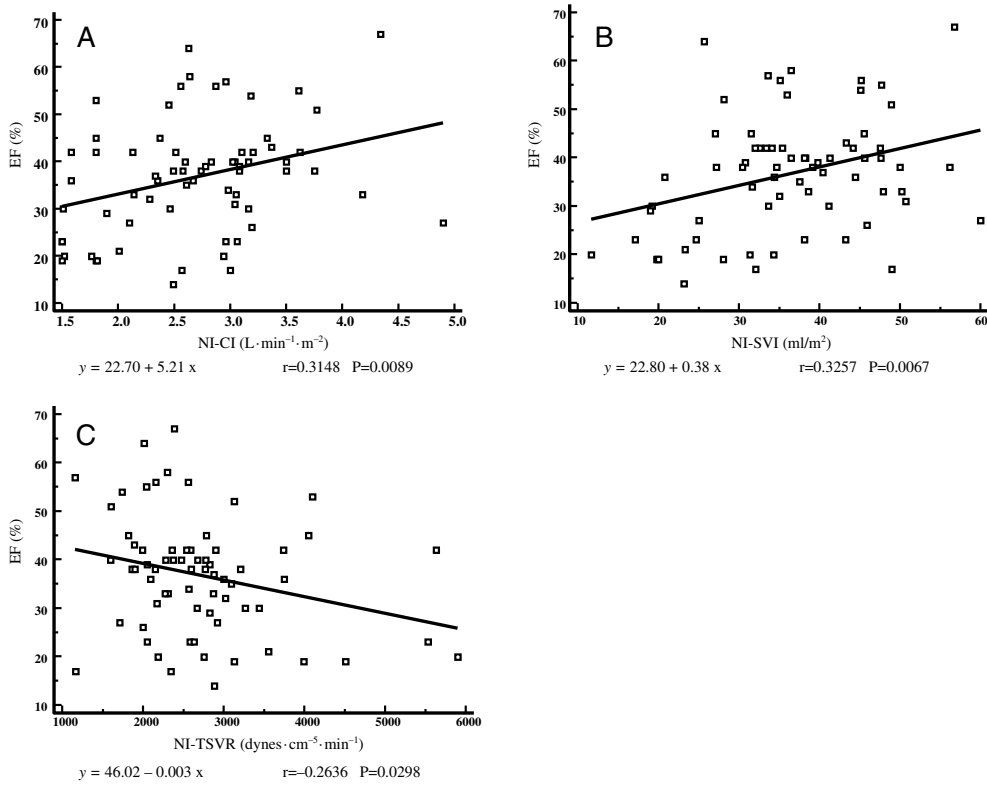 A
70
60
50
40
30
20
10
EF (%)
1.5 2.0 2.5 3.0 3.5 4.0 4.5 5.0
NI-CI (L·min⁻¹·m⁻²)
y = 22.70 + 5.21 x r=0.3148 P=0.0089
B
70
60
50
40
30
20
10
EF (%)
10 20 30 40 50 60
NI-SVI (ml/m²)
y = 22.80 + 0.38 x r=0.3257 P=0.0067
C
70
60
50
40
30
20
10
EF (%)
1000 2000 3000 4000 5000 6000
NI-TSVR (dynes·cm⁻⁵·min⁻¹)
y = 46.02 – 0.003 x r=–0.2636 P=0.0298